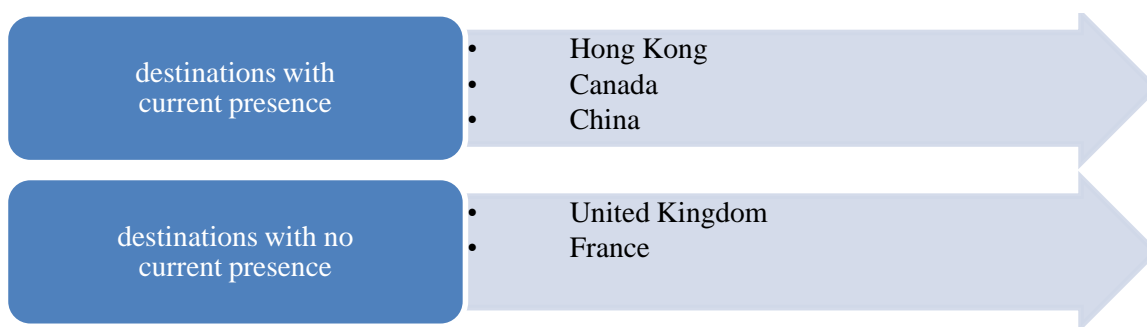 destinations with
current presence
• Hong Kong
• Canada
• China
destinations with no
current presence
• United Kingdom
• France